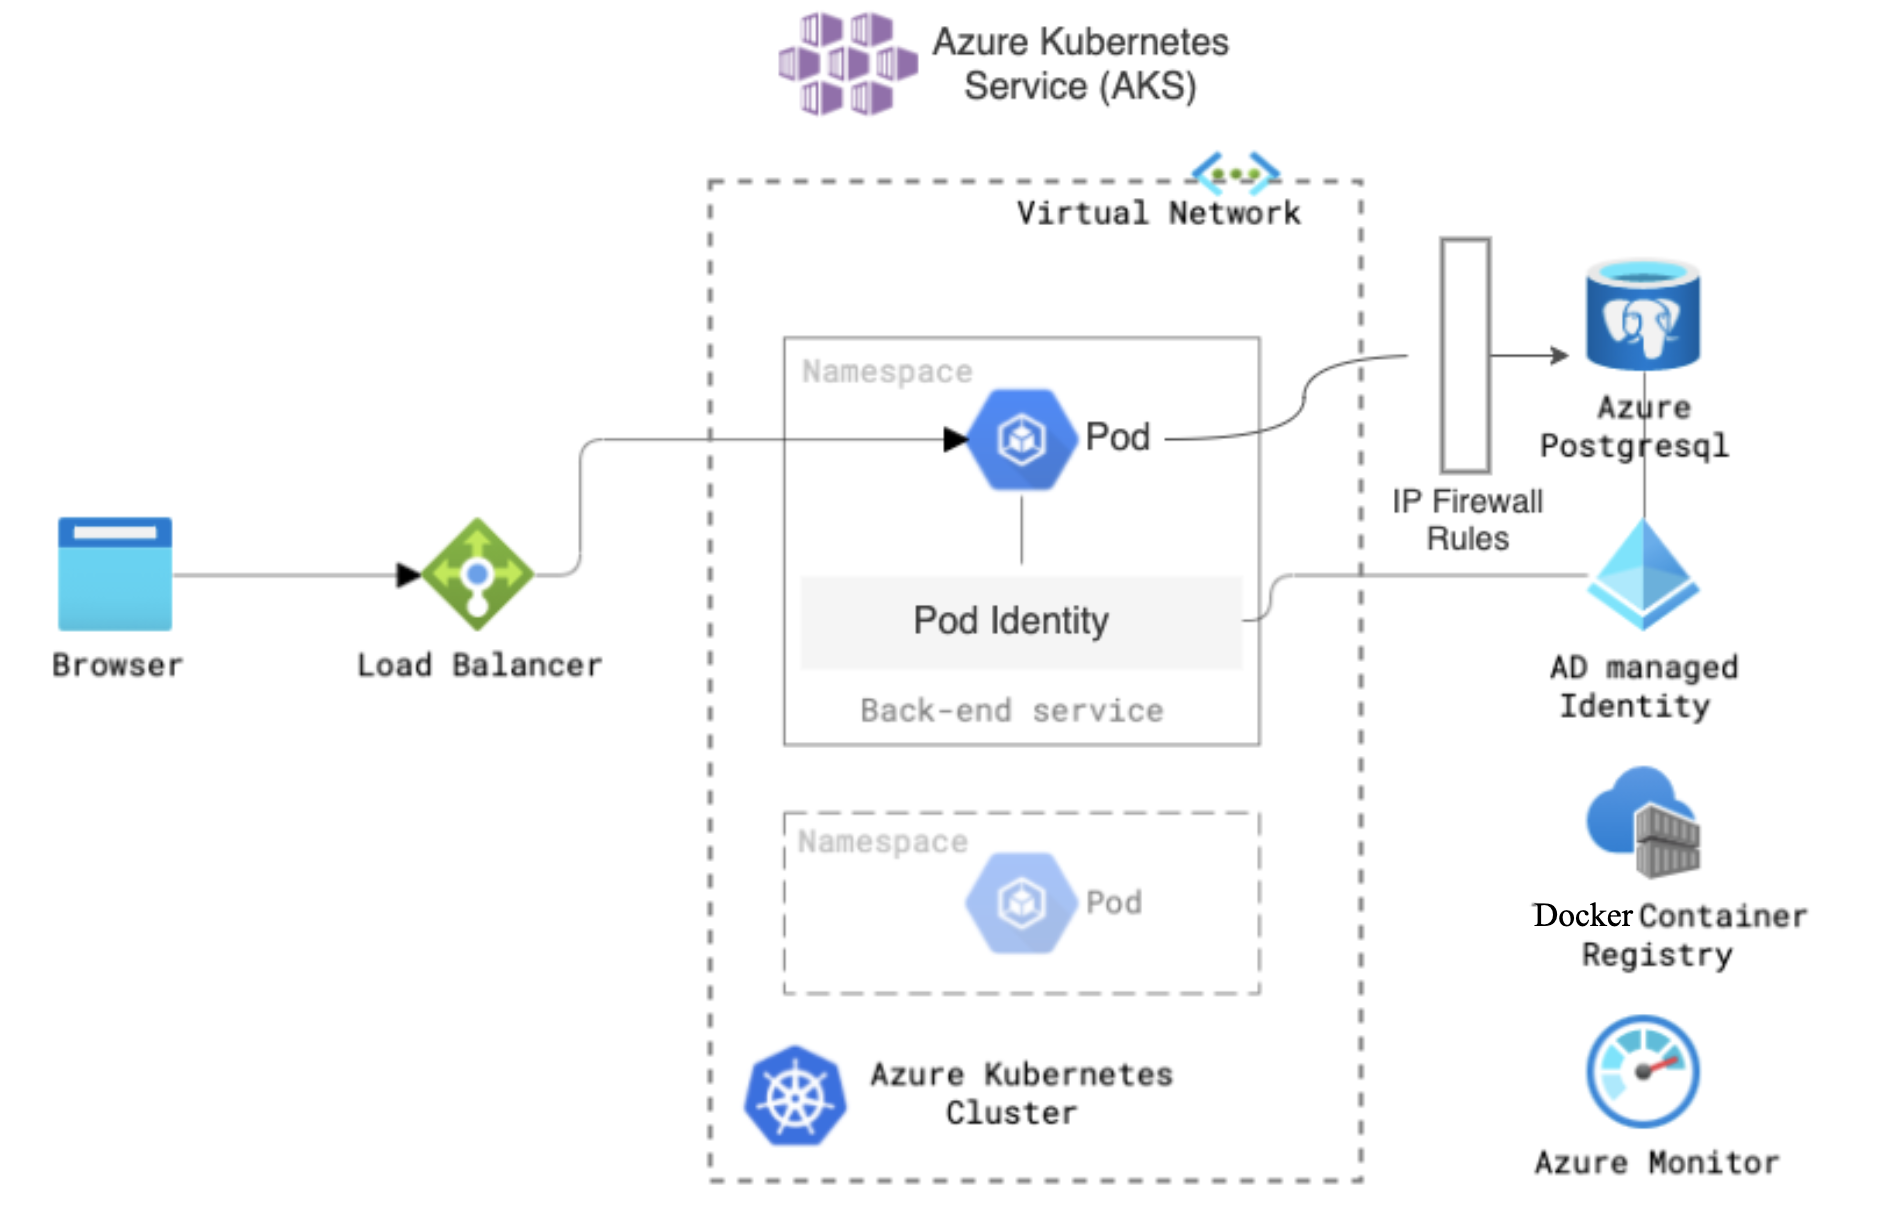 Azure Kubernetes
Service (AKS)
Virtual Network
Namespace
Pod
Azure
Postgresql
IP Firewall
Rules
Pod Identity
Browser
Load Balancer
AD managed
Identity
Back-end service
Namespace
Pod
Docker Container
Registry
Azure Kubernetes
Cluster
Azure Monitor